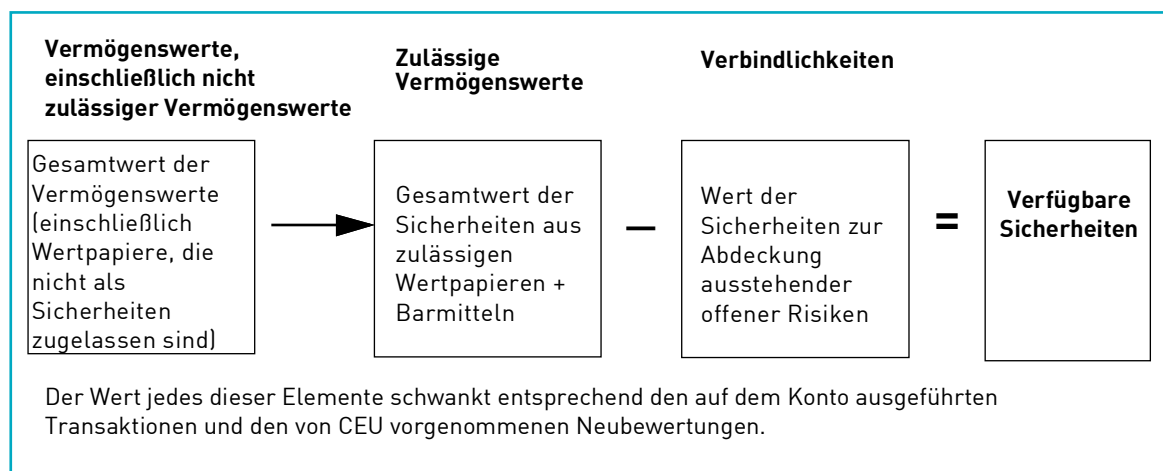 Vermögenswerte,
einschließlich nicht
zulässiger Vermögenswerte
Zulässige
Vermögenswerte
Verbindlichkeiten
Gesamtwert der
Vermögenswerte
(einschließlich
Wertpapiere, die
nicht als
Sicherheiten
zugelassen sind)
Gesamtwert der
Sicherheiten aus
zulässigen
Wertpapieren +
Barmitteln
–
Wert der
Sicherheiten zur
Abdeckung
ausstehender
offener Risiken
=
Verfügbare
Sicherheiten
Der Wert jedes dieser Elemente schwankt entsprechend den auf dem Konto ausgeführten
Transaktionen und den von CEU vorgenommenen Neubewertungen.